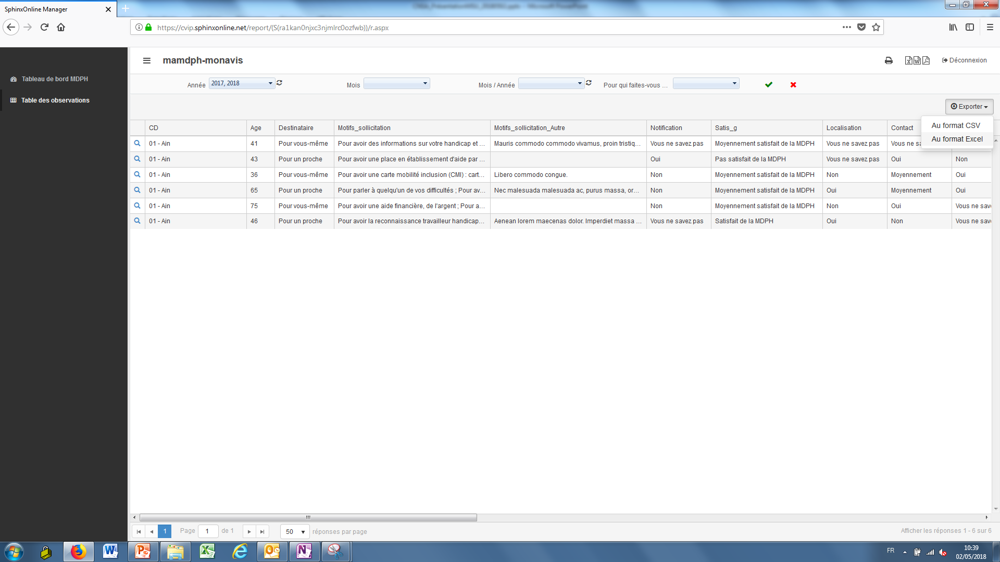 SphinxOnline Manager
https://cvip.sphinxonline.net/report/(S(ra1kan0njxc3njmlrc0ozfwb))/r.aspx
mamdph-monavis
Déconnexion
Tableau de bord MDPH
Table des observations
Année 2017, 2018 Mois Mois / Année Pour qui faites-vous ...
Exporter
Au format CSV
Au format Excel
CD Age Destinataire Motifs_sollicitation Motifs_sollicitation_Autre Notification Satis_g Localisation Contact
01 - Ain 41 Pour vous-même Pour avoir des informations sur votre handicap et ... Mauris commodo commodo vivamus, proin tristiq... Vous ne savez pas Moyennement satisfait de la MDPH Vous ne savez pas Vous ne sa
01 - Ain 43 Pour un proche Pour avoir une place en établissement d'aide par ... Oui Pas satisfait de la MDPH Vous ne savez pas Oui Non
01 - Ain 36 Pour vous-même Pour avoir une carte mobilité inclusion (CMI) : cart... Libero commodo congue. Non Moyennement satisfait de la MDPH Non Moyennement Oui
01 - Ain 65 Pour un proche Pour parler à quelqu'un de vos difficultés ; Pour av... Nec malesuada malesuada ac, purus massa, or... Non Moyennement satisfait de la MDPH Oui Moyennement Oui
01 - Ain 75 Pour vous-même Pour avoir une aide financière, de l'argent ; Pour a... Non Moyennement satisfait de la MDPH Non Oui Vous ne sav
01 - Ain 46 Pour un proche Pour avoir la reconnaissance travailleur handicap... Aenean lorem maecenas dolor. Imperdiet massa ... Vous ne savez pas Satisfait de la MDPH Oui Non Vous ne sav
1 Page 1 de 1 50 réponses par page Afficher les réponses 1 - 6 sur 6
FR 10:39
02/05/2018